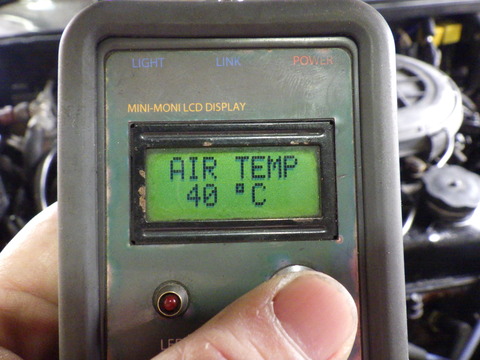 LIGHT LINK POWER
MINI-MONI LCD DISPLAY
AIR TEMP
40 °C